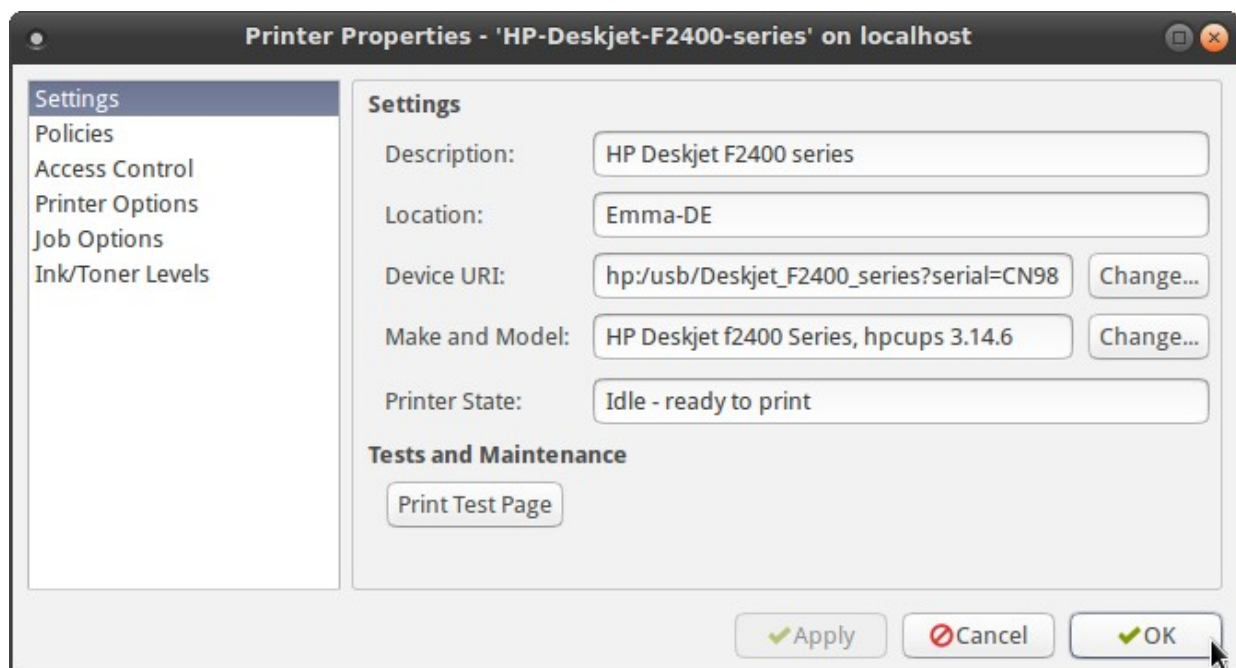 Printer Properties - 'HP-Deskjet-F2400-series' on localhost
Settings
Policies
Access Control
Printer Options
Job Options
Ink/Toner Levels
Settings
Description: HP Deskjet F2400 series
Location: Emma-DE
Device URI: hp:/usb/Deskjet_F2400_series?serial=CN98 Change...
Make and Model: HP Deskjet f2400 Series, hpcups 3.14.6 Change...
Printer State: Idle - ready to print
Tests and Maintenance
Print Test Page
Apply Cancel OK